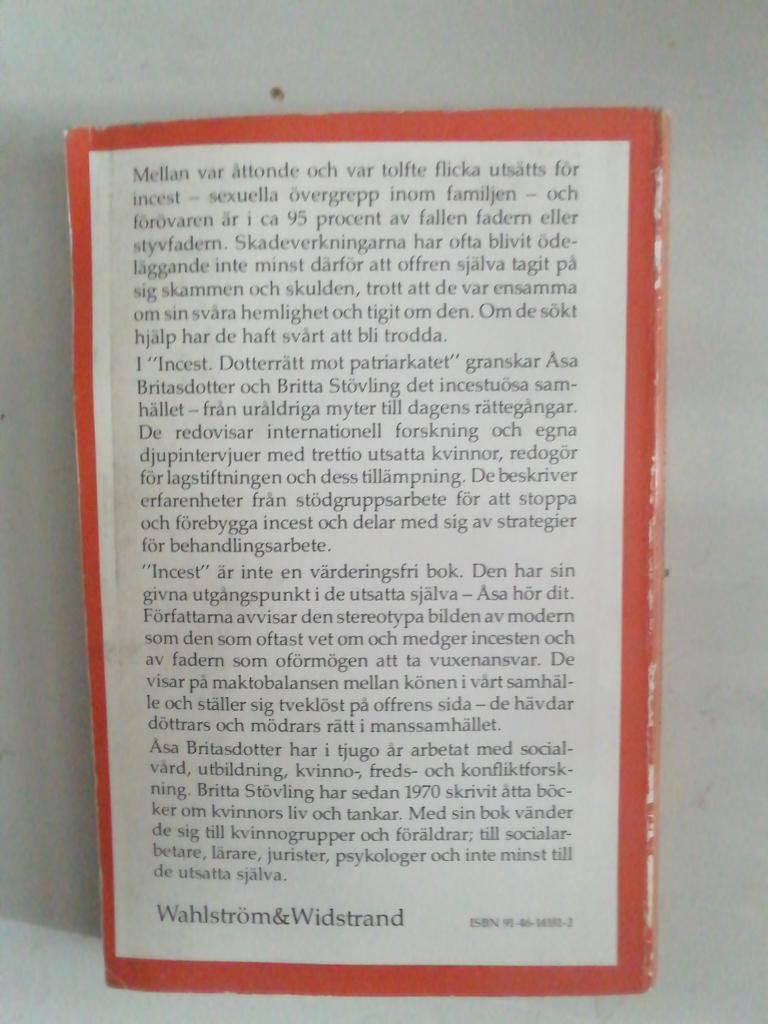 Mellan var åttonde och var tolfte flicka utsätts för
incest – sexuella övergrepp inom familjen – och
förövaren är i ca 95 procent av fallen fadern eller
styvfadern. Skadeverkningarna har ofta blivit öde-
läggande inte minst därför att offren själva tagit på
sig skammen och skulden, trott att de var ensamma
om sin svåra hemlighet och tigit om den. Om de sökt
hjälp har de haft svårt att bli trodda.
I "Incest. Dotterrätt mot patriarkatet" granskar Åsa
Britasdotter och Britta Stövling det incestuösa sam-
hället – från uråldriga myter till dagens rättegångar.
De redovisar internationell forskning och egna
djupintervjuer med trettio utsatta kvinnor, redogör
för lagstiftningen och dess tillämpning. De beskriver
erfarenheter från stödgruppsarbete för att stoppa
och förebygga incest och delar med sig av strategier
för behandlingsarbete.
"Incest" är inte en värderingsfri bok. Den har sin
givna utgångspunkt i de utsatta själva – Åsa hör dit.
Författarna avvisar den stereotypa bilden av modern
som den som oftast vet om och medger incesten och
av fadern som oförmögen att ta vuxenansvar. De
visar på maktobalansen mellan könen i vårt samhäl-
le och ställer sig tveklöst på offrens sida – de hävdar
döttrars och mödrars rätt i manssamhället.
Åsa Britasdotter har i tjugo år arbetat med social-
vård, utbildning, kvinno-, freds- och konfliktforsk-
ning. Britta Stövling har sedan 1970 skrivit åtta böc-
ker om kvinnors liv och tankar. Med sin bok vänder
de sig till kvinnogrupper och föräldrar; till socialar-
betare, lärare, jurister, psykologer och inte minst till
de utsatta själva.
Wahlström&Widstrand
ISBN 91-46-14181-2